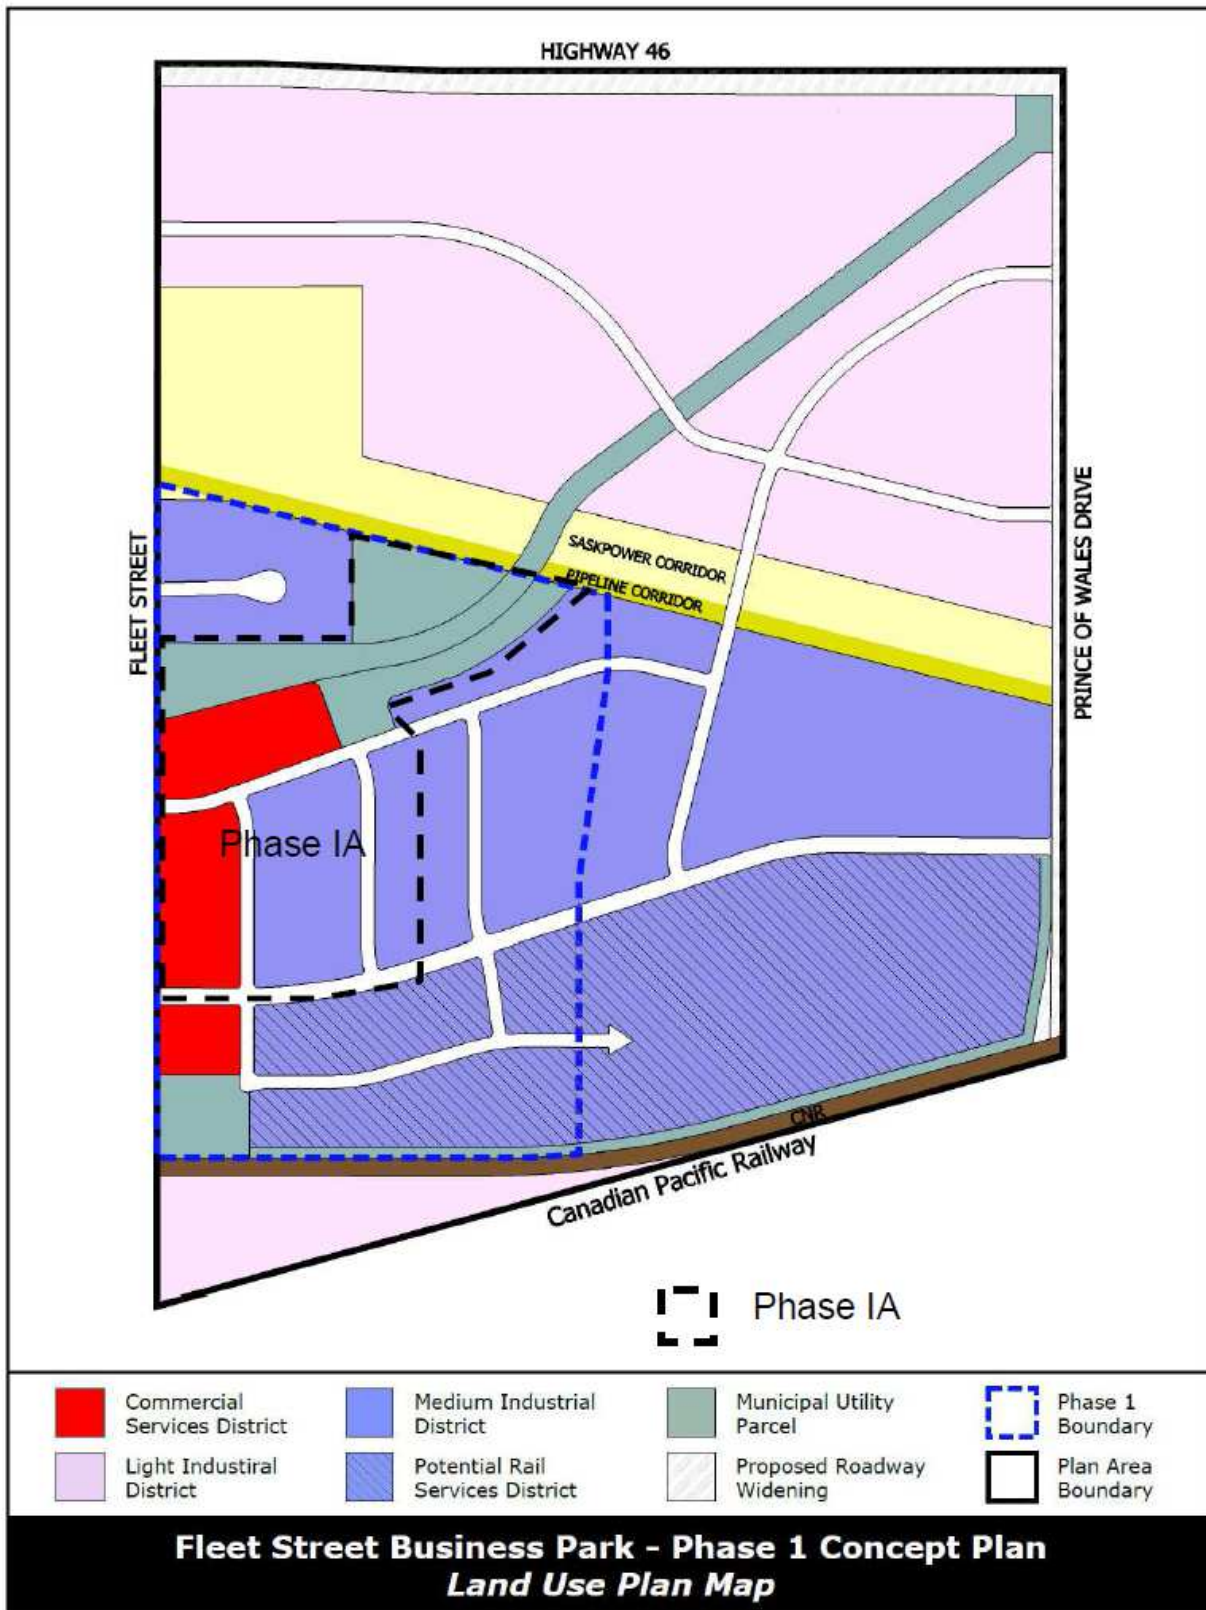 HIGHWAY 46
FLEET STREET
SASKPOWER CORRIDOR
PIPELINE CORRIDOR
PRINCE OF WALES DRIVE
Phase IA
CNR
Canadian Pacific Railway
Phase IA
Commercial
Services District
Medium Industrial
District
Municipal Utility
Parcel
Phase 1
Boundary
Light Industiral
District
Potential Rail
Services District
Proposed Roadway
Widening
Plan Area
Boundary
Fleet Street Business Park - Phase 1 Concept Plan
Land Use Plan Map